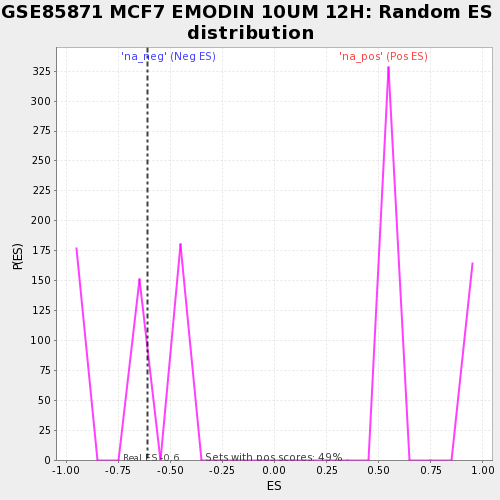 GSE85871 MCF7 EMODIN 10UM 12H: Random ES
distribution
'na_neg' (Neg ES)
'na_pos' (Pos ES)
325
300
275
250
225
200
175
150
125
100
75
50
25
0
P(ES)
Real ES -0.6
Sets with pos scores: 49%
-1.00 -0.75 -0.50 -0.25 0.00 0.25 0.50 0.75 1.00
ES